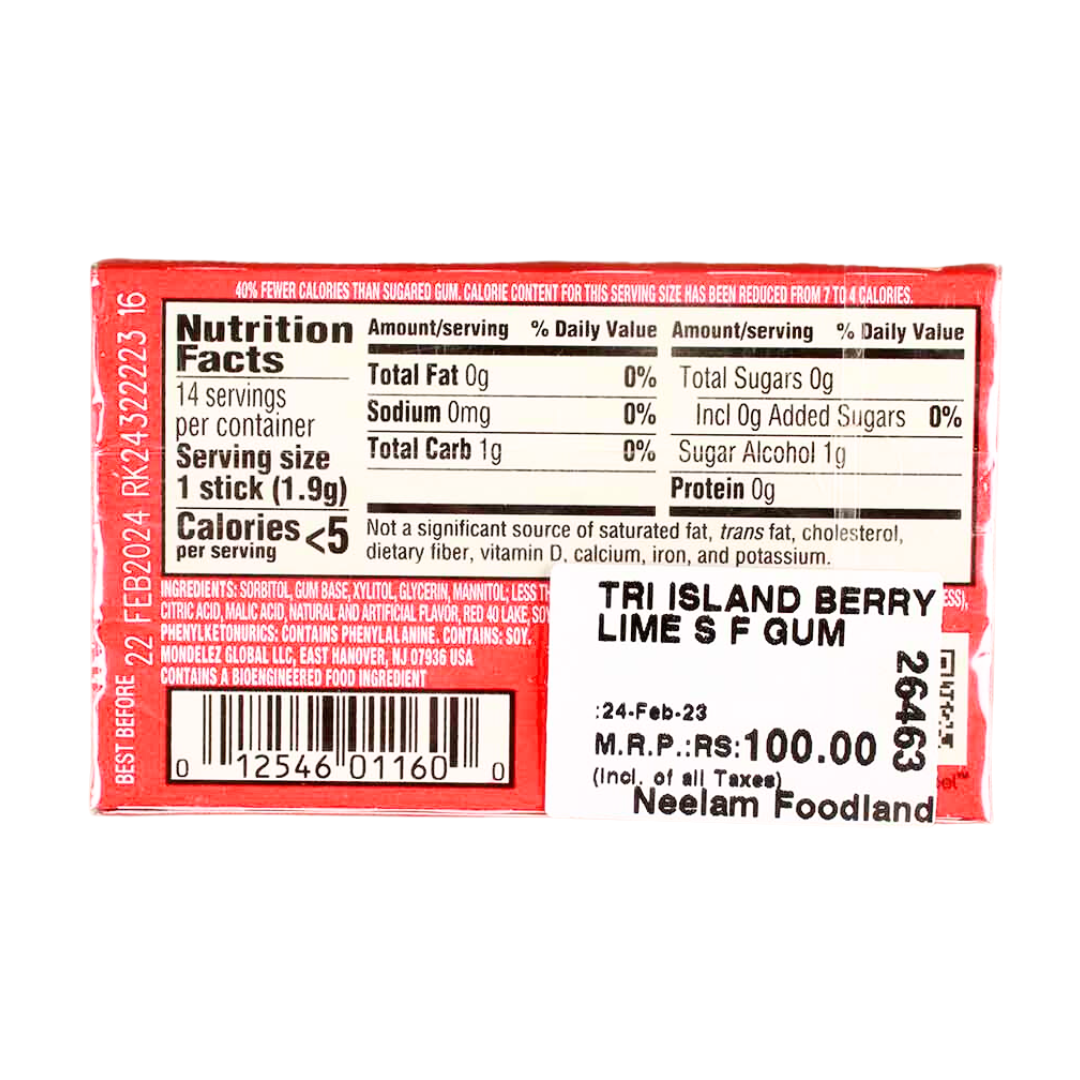 40% FEWER CALORIES THAN SUGARED GUM. CALORIE CONTENT FOR THIS SERVING SIZE HAS BEEN REDUCED FROM 7 TO 4 CALORIES.
Nutrition
Facts
14 servings
per container
Serving size
1 stick (1.9g)
Calories <5
per serving
Amount/serving % Daily Value
Total Fat 0g 0%
Sodium 0mg 0%
Total Carb 1g 0%
Amount/serving % Daily Value
Total Sugars 0g
Incl 0g Added Sugars 0%
Sugar Alcohol 1g
Protein 0g
Not a significant source of saturated fat, trans fat, cholesterol,
dietary fiber, vitamin D, calcium, iron, and potassium.
INGREDIENTS: SORBITOL, GUM BASE, XYLITOL, GLYCERIN, MANNITOL; LESS
CITRIC ACID, MALIC ACID, NATURAL AND ARTIFICIAL FLAVOR, RED 40 LAKE, SOY
PHENYLKETONURICS: CONTAINS PHENYLALANINE. CONTAINS: SOY.
MONDELEZ GLOBAL LLC, EAST HANOVER, NJ 07936 USA
CONTAINS A BIOENGINEERED FOOD INGREDIENT
0 12546 01160 0
BEST BEFORE 22 FEB2024 RK24322223 16
TRI ISLAND BERRY
LIME S F GUM
:24-Feb-23
M.R.P.:RS:100.00
(Incl. of all Taxes)
Neelam Foodland
26463